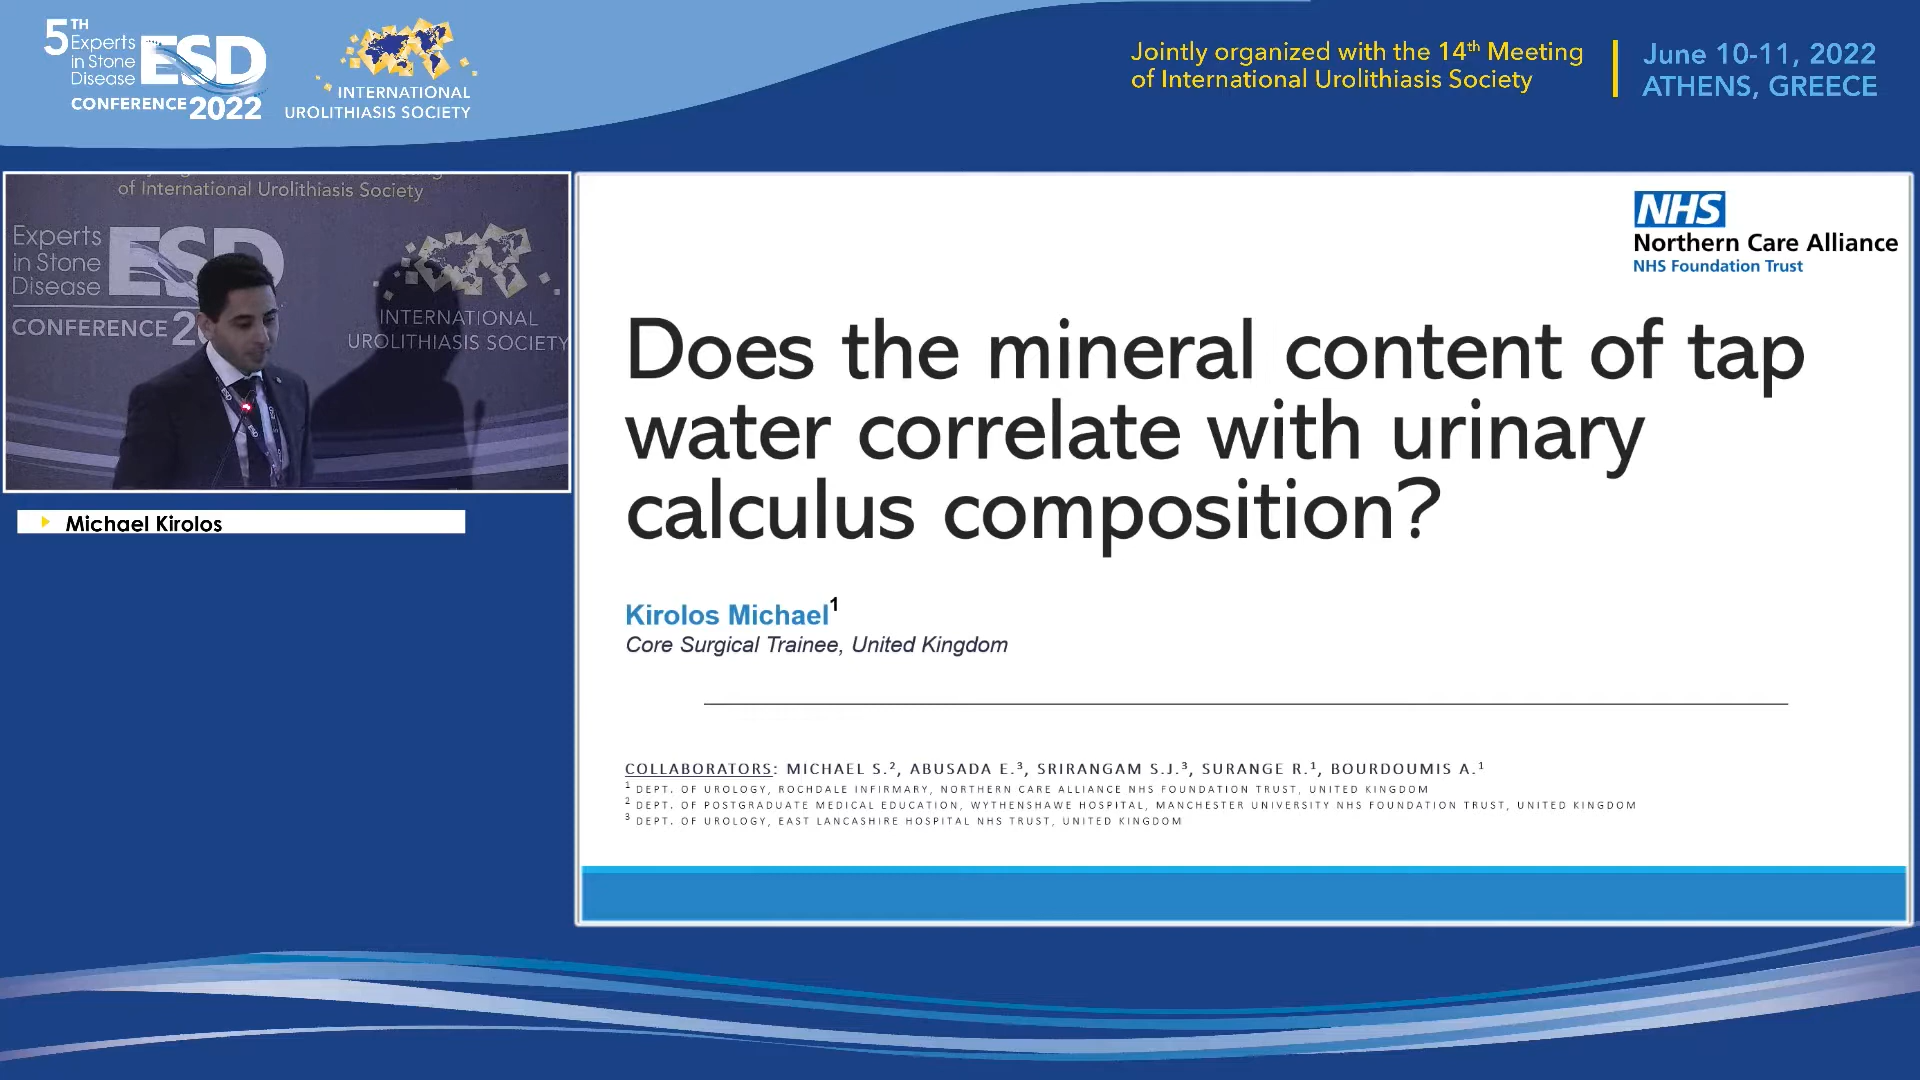 5TH Experts in Stone Disease ESD
CONFERENCE 2022
INTERNATIONAL
UROLITHIASIS SOCIETY
Jointly organized with the 14th Meeting
of International Urolithiasis Society
June 10-11, 2022
ATHENS, GREECE
of International Urolithiasis Society
Experts
in Stone
Disease
ESD
CONFERENCE 2
INTERNATIONAL
UROLITHIASIS SOCIETY
Michael Kirolos
NHS
Northern Care Alliance
NHS Foundation Trust
Does the mineral content of tap
water correlate with urinary
calculus composition?
Kirolos Michael1
Core Surgical Trainee, United Kingdom
COLLABORATORS: MICHAEL S.², ABUSADA E.³, SRIRANGAM S.J.³, SURANGE R.¹, BOURDOUMIS A.¹
1 DEPT. OF UROLOGY, ROCHDALE INFIRMARY, NORTHERN CARE ALLIANCE NHS FOUNDATION TRUST, UNITED KINGDOM
2 DEPT. OF POSTGRADUATE MEDICAL EDUCATION, WYTHENSHAWE HOSPITAL, MANCHESTER UNIVERSITY NHS FOUNDATION TRUST, UNITED KINGDOM
3 DEPT. OF UROLOGY, EAST LANCASHIRE HOSPITAL NHS TRUST, UNITED KINGDOM